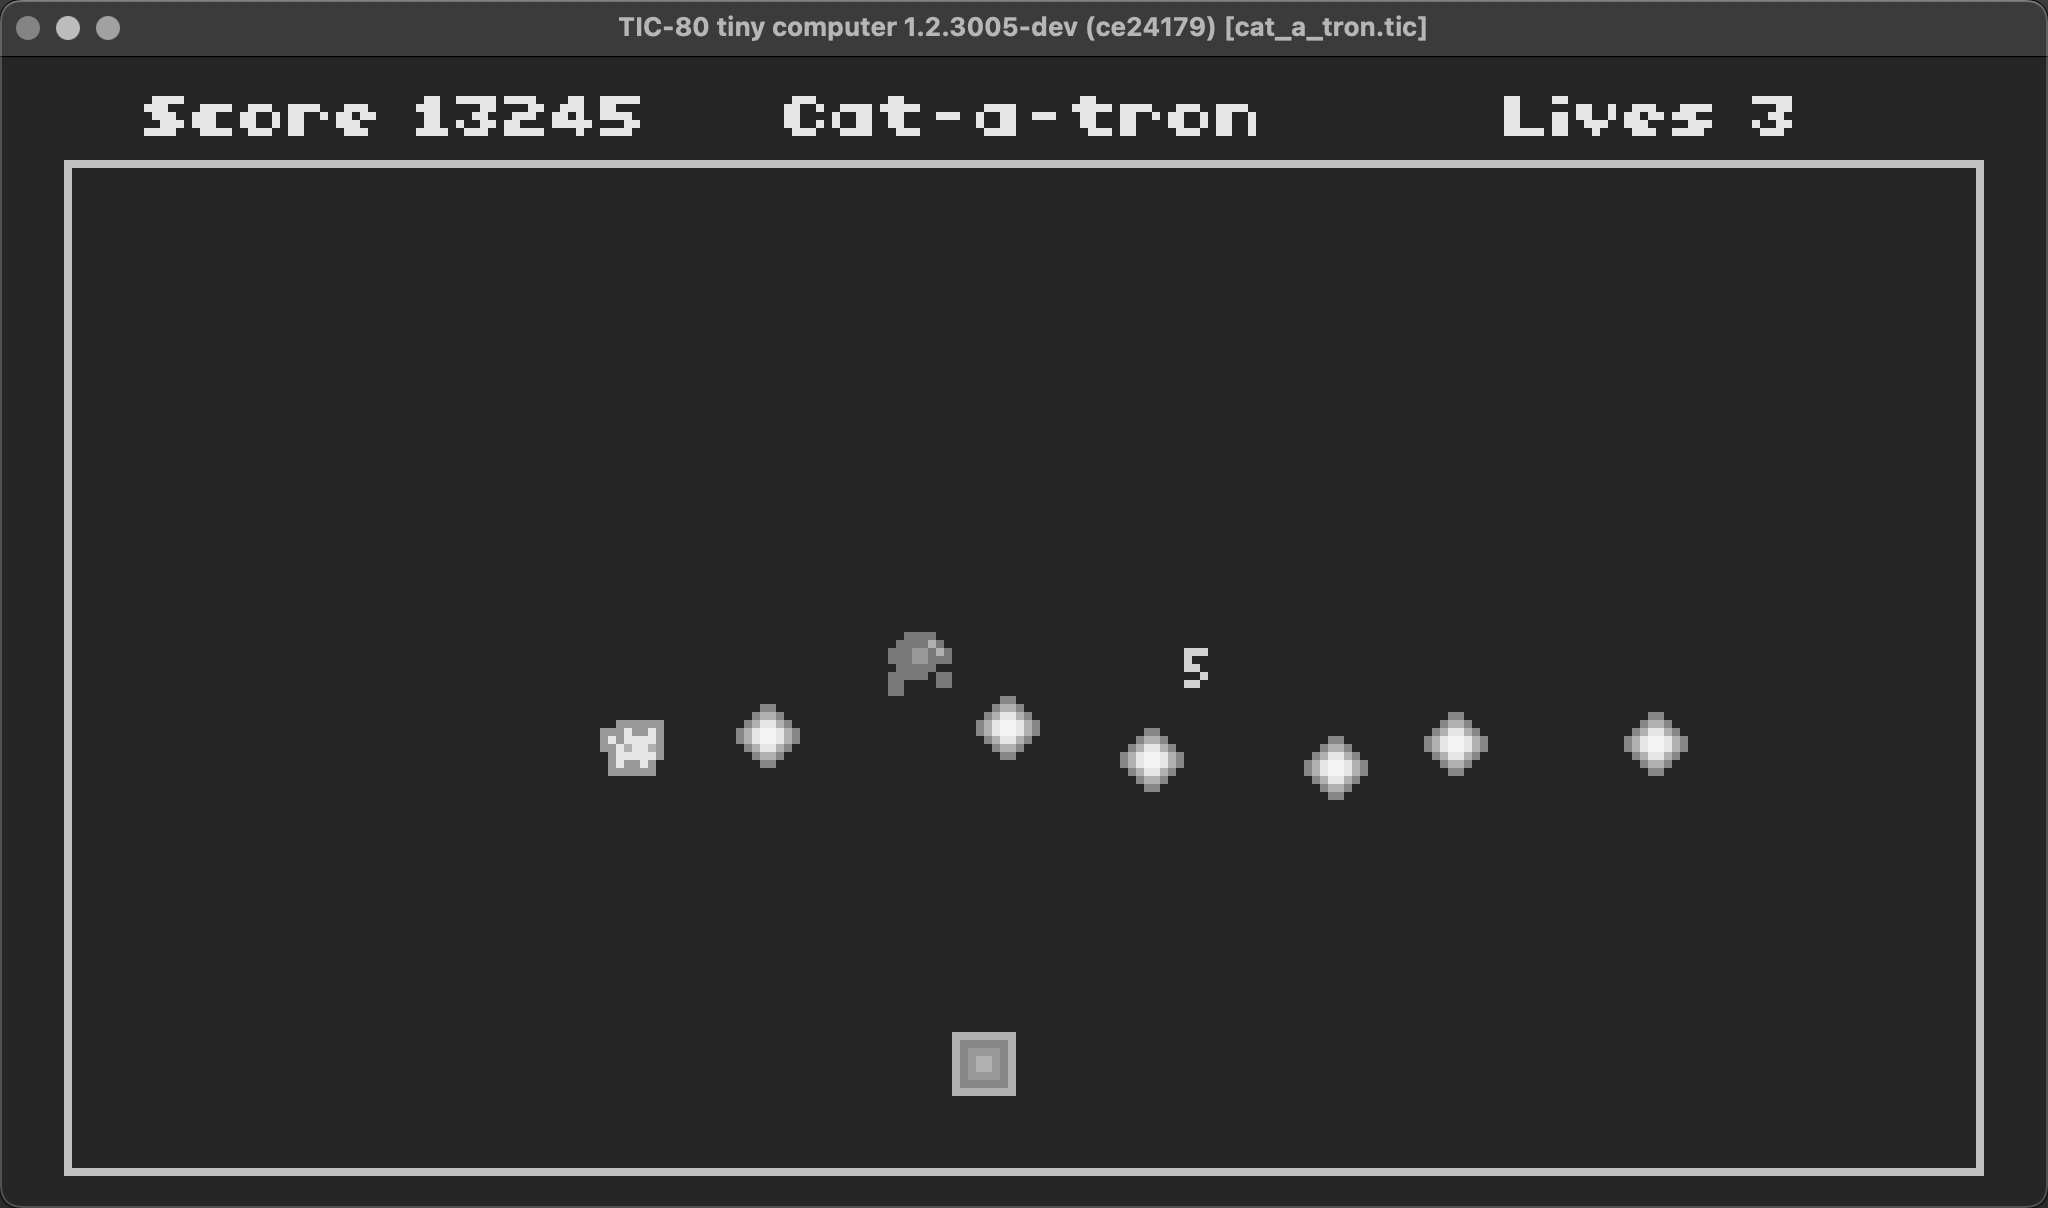 TIC-80 tiny computer 1.2.3005-dev (ce24179) [cat_a_tron.tic]
Score 13245 Cat-a-tron Lives 3
5